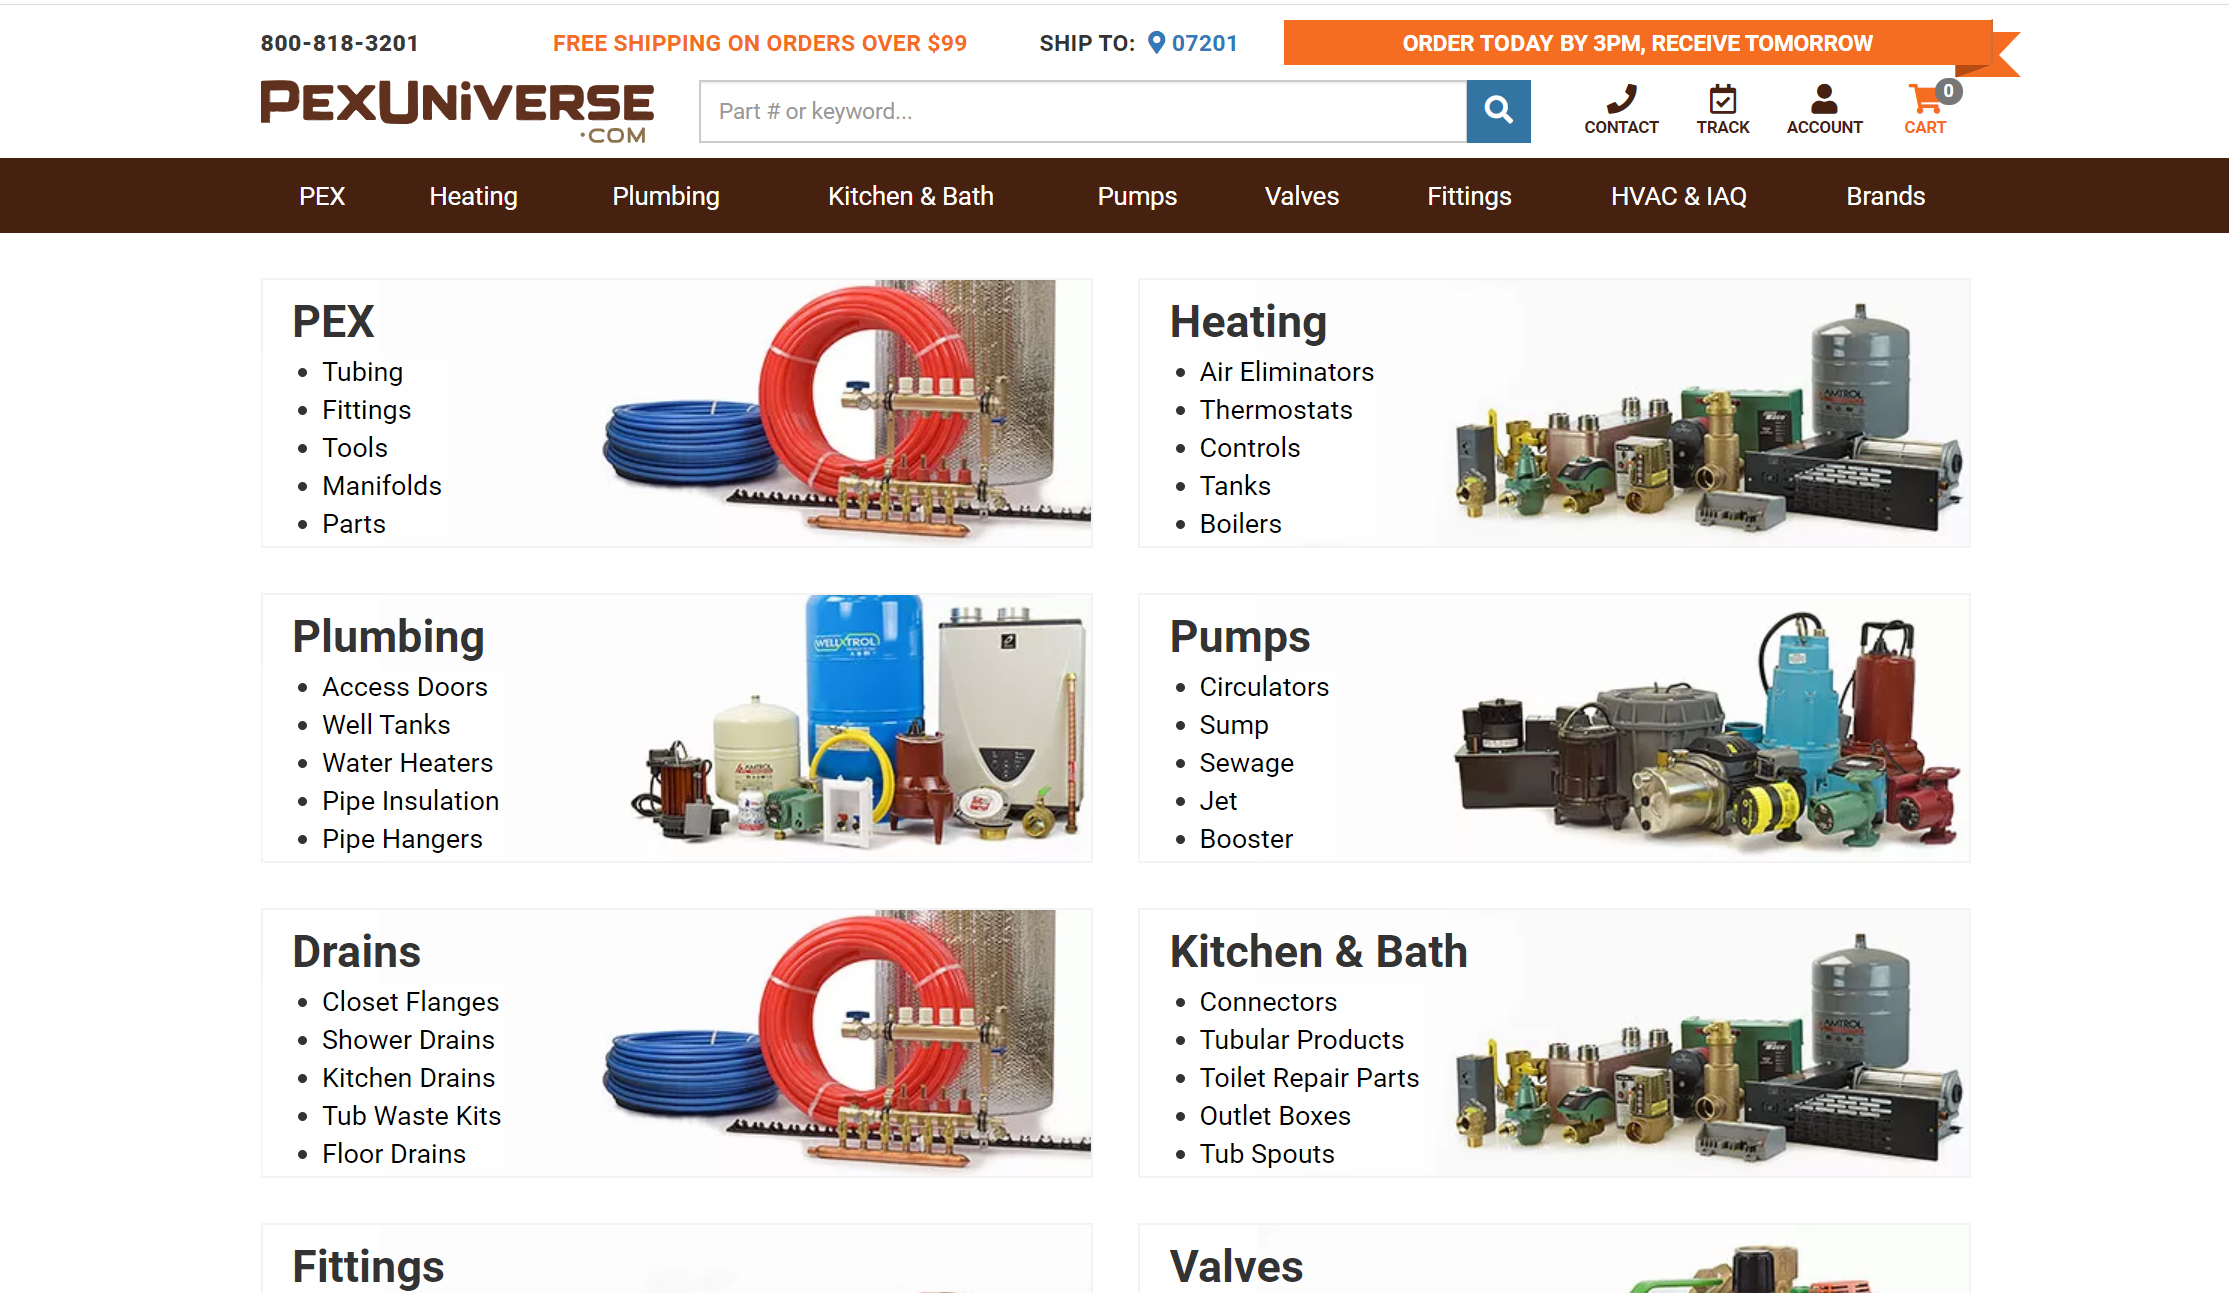 800-818-3201
FREE SHIPPING ON ORDERS OVER $99
SHIP TO: 07201
ORDER TODAY BY 3PM, RECEIVE TOMORROW
PEXUNiVERSE
.COM
Part # or keyword...
CONTACT
TRACK
ACCOUNT
0
CART
PEX
Heating
Plumbing
Kitchen & Bath
Pumps
Valves
Fittings
HVAC & IAQ
Brands
PEX
Tubing
Fittings
Tools
Manifolds
Parts
Heating
Air Eliminators
Thermostats
Controls
Tanks
Boilers
AMTROL
Plumbing
Access Doors
Well Tanks
Water Heaters
Pipe Insulation
Pipe Hangers
WELLXTROL
AMTROL
Pumps
Circulators
Sump
Sewage
Jet
Booster
Drains
Closet Flanges
Shower Drains
Kitchen Drains
Tub Waste Kits
Floor Drains
Kitchen & Bath
Connectors
Tubular Products
Toilet Repair Parts
Outlet Boxes
Tub Spouts
AMTROL
Fittings
Valves